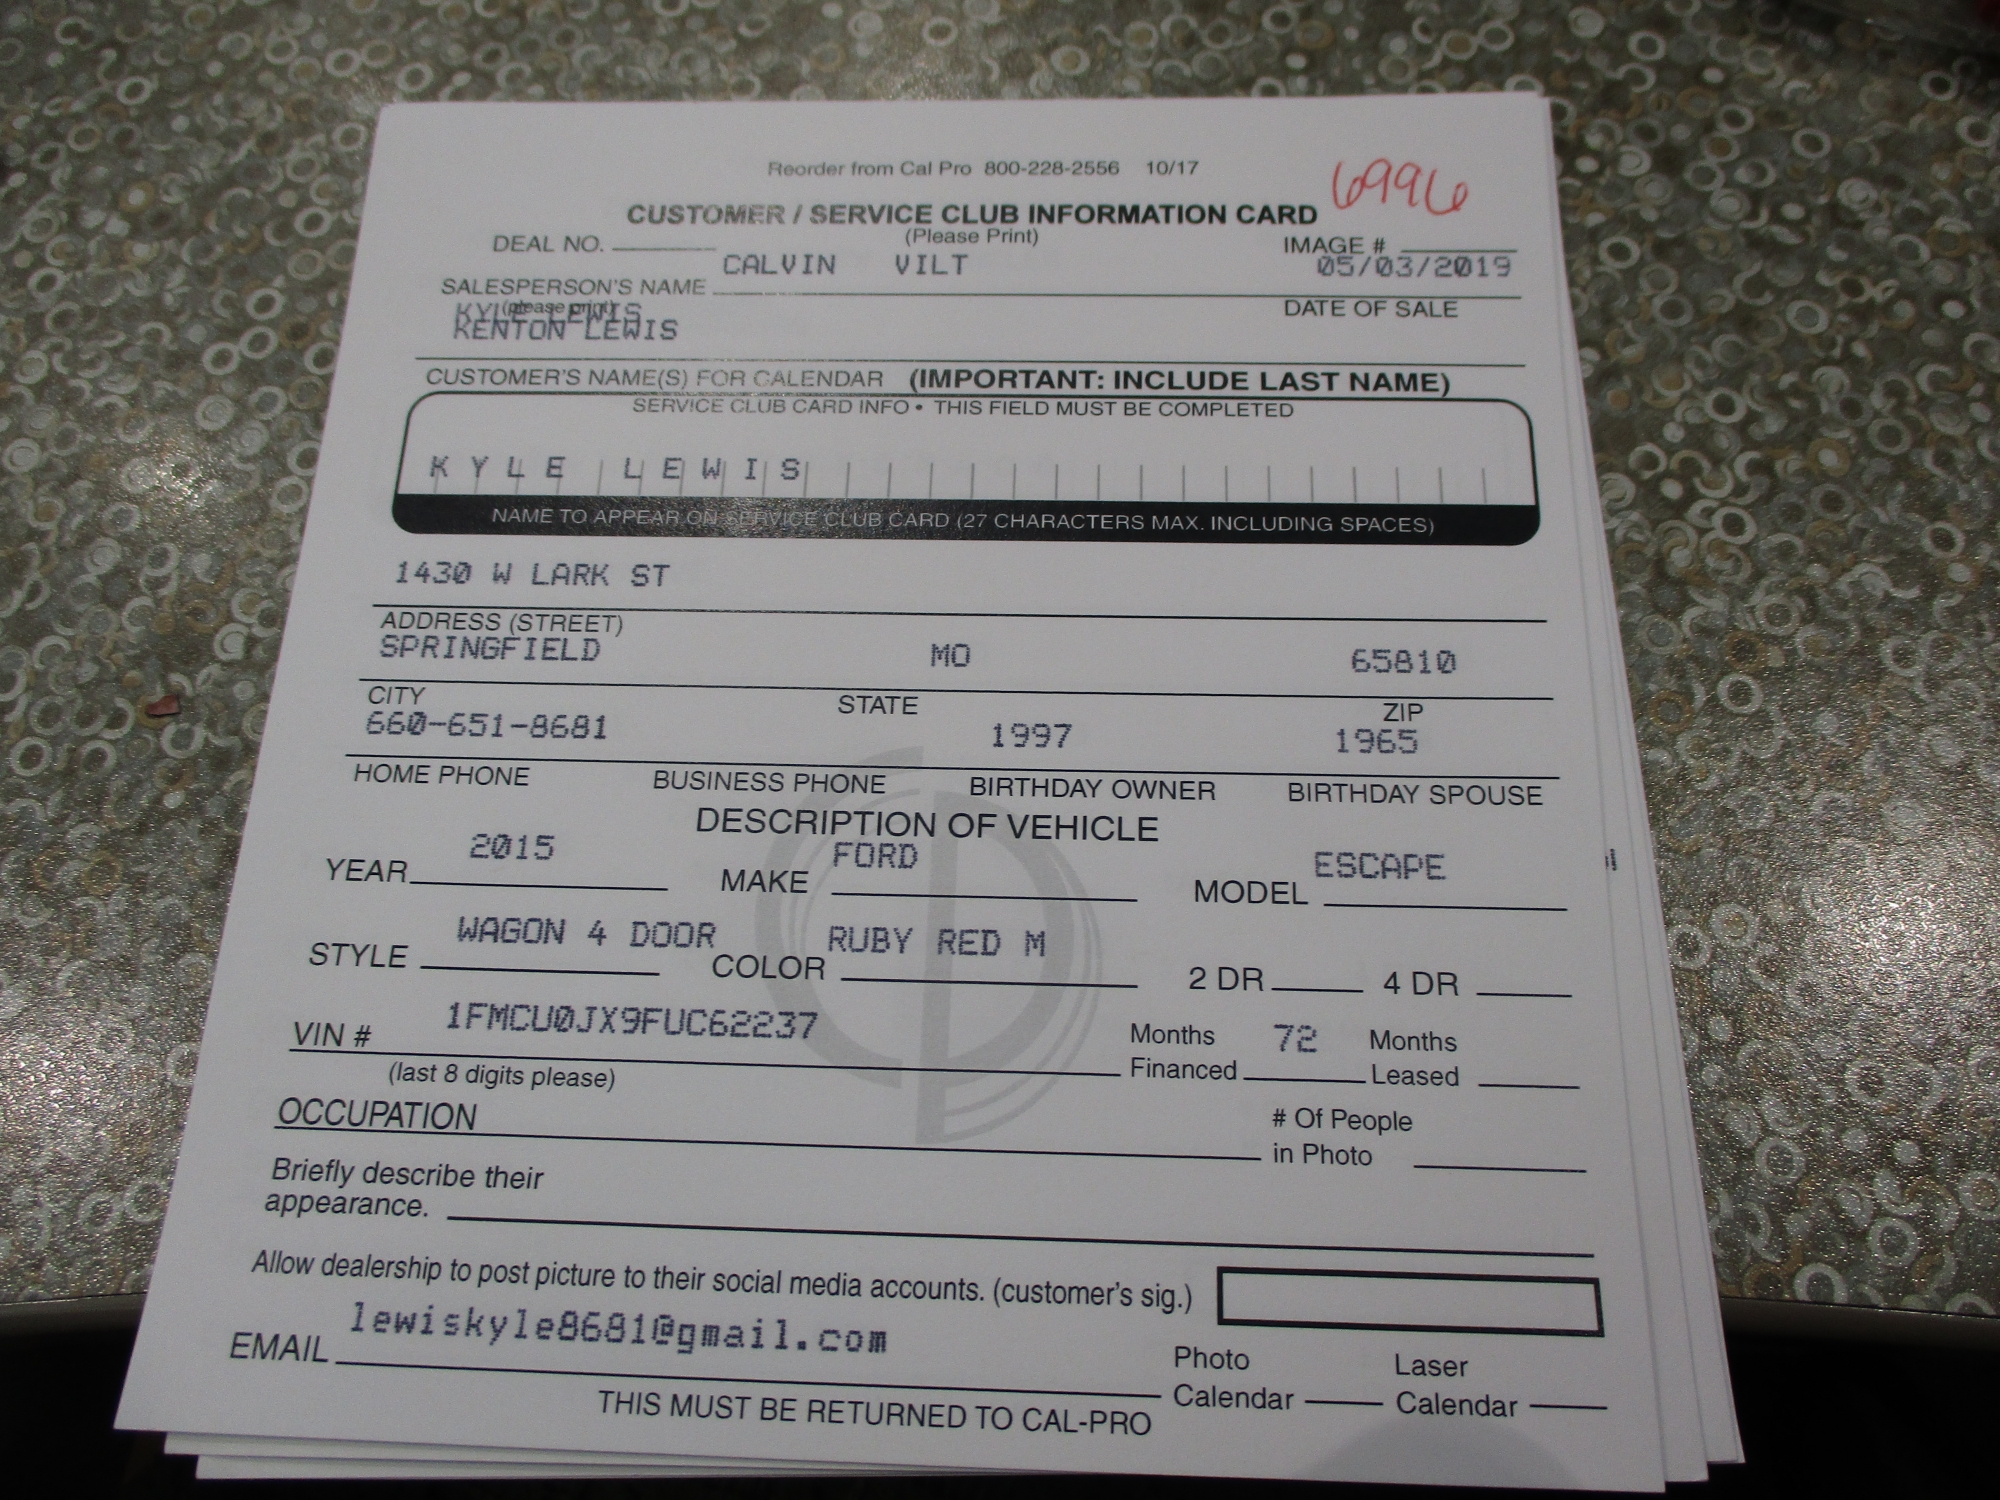 Reorder from Cal Pro 800-228-2556 10/17
6996
CUSTOMER / SERVICE CLUB INFORMATION CARD
(Please Print)
DEAL NO.
IMAGE #
CALVIN VILT
05/03/2019
SALESPERSON'S NAME
(please print)
DATE OF SALE
KYLE LEWIS
KENTON LEWIS
CUSTOMER'S NAME(S) FOR CALENDAR (IMPORTANT: INCLUDE LAST NAME)
SERVICE CLUB CARD INFO • THIS FIELD MUST BE COMPLETED
KYLE LEWIS
NAME TO APPEAR ON SERVICE CLUB CARD (27 CHARACTERS MAX. INCLUDING SPACES)
1430 W LARK ST
ADDRESS (STREET)
SPRINGFIELD MO 65810
CITY STATE ZIP
660-651-8681 1997 1965
HOME PHONE BUSINESS PHONE BIRTHDAY OWNER BIRTHDAY SPOUSE
DESCRIPTION OF VEHICLE
YEAR 2015 MAKE FORD MODEL ESCAPE
STYLE WAGON 4 DOOR COLOR RUBY RED M 2 DR 4 DR
VIN # 1FMCU0JX9FUC62237 Months Financed 72 Months Leased
(last 8 digits please)
OCCUPATION # Of People in Photo
Briefly describe their
appearance.
Allow dealership to post picture to their social media accounts. (customer's sig.)
EMAIL lewiskyle8681@gmail.com Photo Calendar Laser Calendar
THIS MUST BE RETURNED TO CAL-PRO